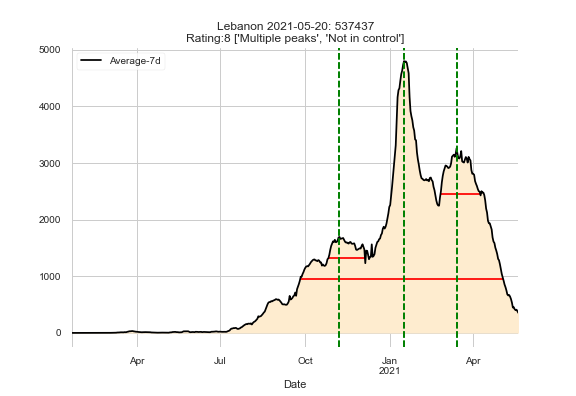 Lebanon 2021-05-20: 537437
Rating:8 ['Multiple peaks', 'Not in control']
Average-7d
5000
4000
3000
2000
1000
0
Apr
Jul
Oct
Jan
2021
Apr
Date